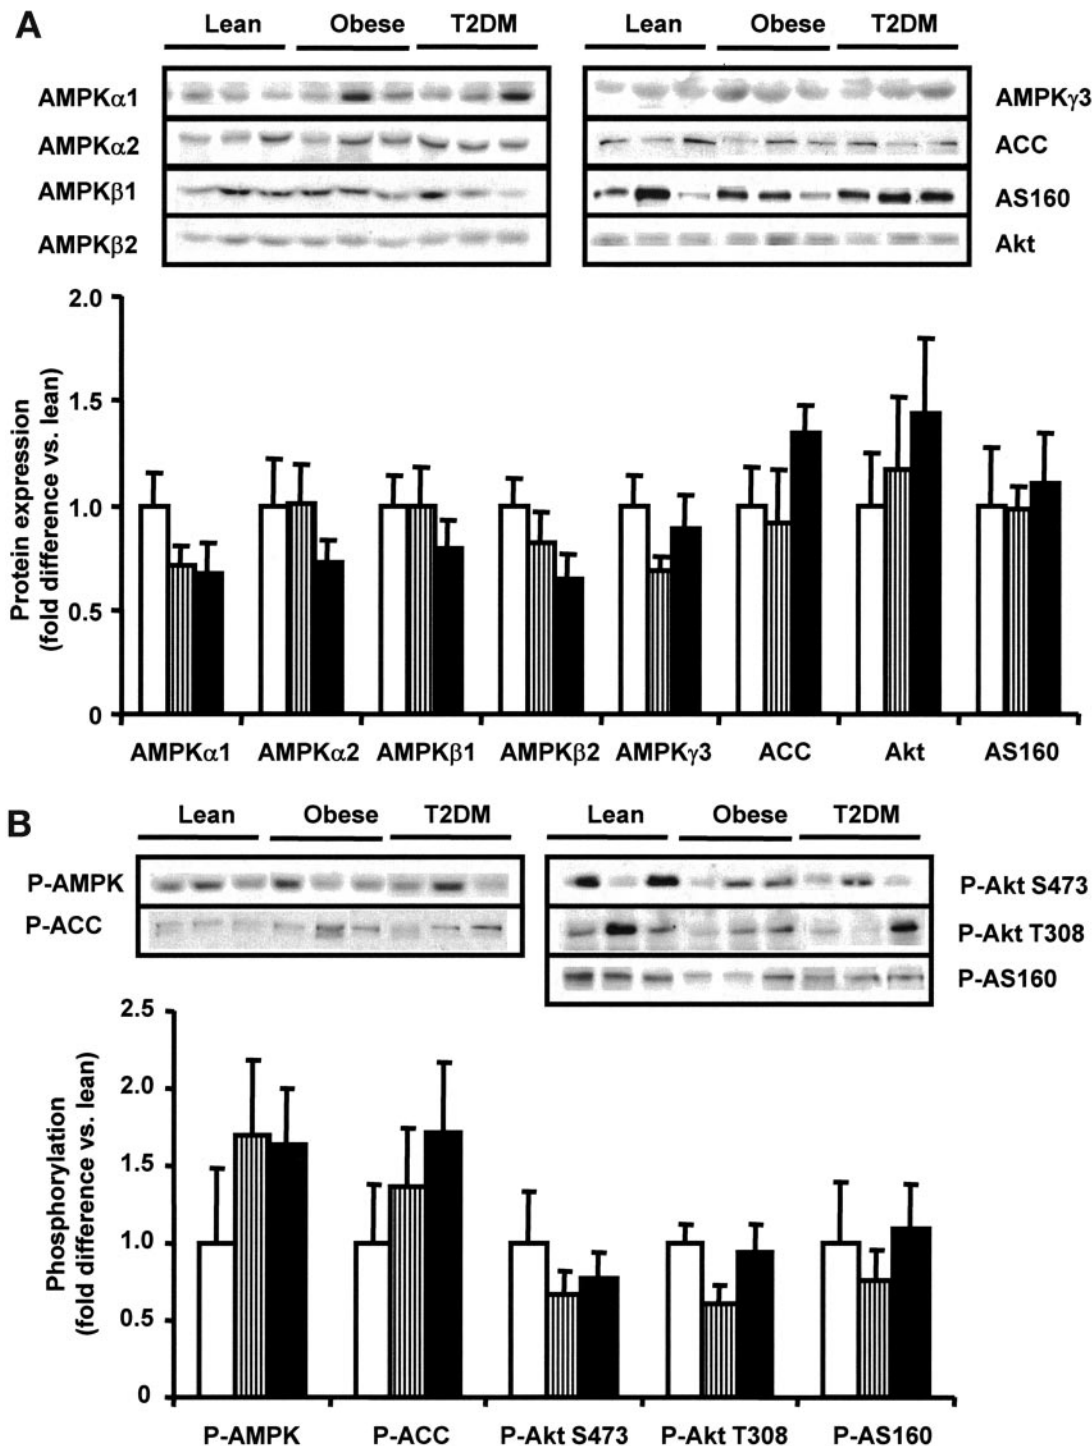 A
Lean Obese T2DM
Lean Obese T2DM
AMPKα1
AMPKα2
AMPKβ1
AMPKβ2
AMPKγ3
ACC
AS160
Akt
Protein expression
(fold difference vs. lean)
2.0
1.5
1.0
0.5
0
AMPKα1 AMPKα2 AMPKβ1 AMPKβ2 AMPKγ3 ACC Akt AS160
B
Lean Obese T2DM
Lean Obese T2DM
P-AMPK
P-ACC
P-Akt S473
P-Akt T308
P-AS160
Phosphorylation
(fold difference vs. lean)
2.5
2.0
1.5
1.0
0.5
0
P-AMPK P-ACC P-Akt S473 P-Akt T308 P-AS160